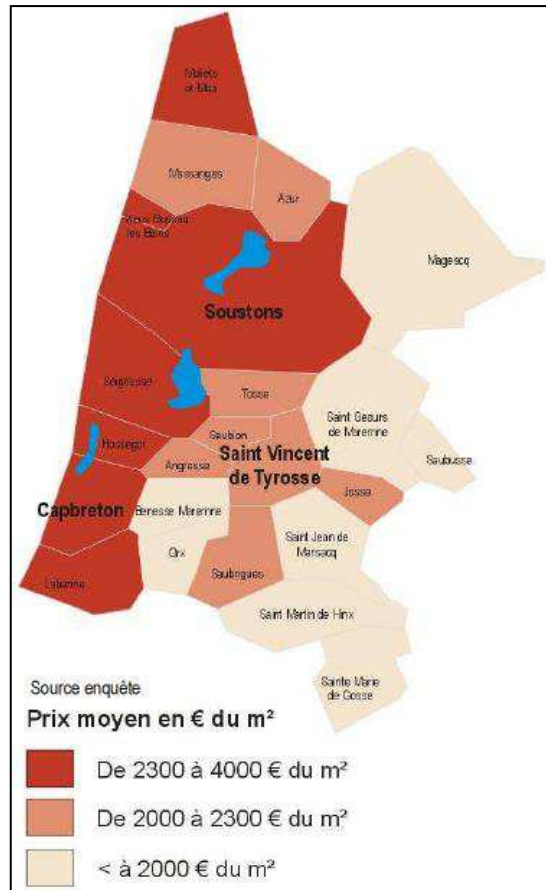 Moliets
et Maa
Messanges
Azur
Vieux Boucau
les Bains
Magescq
Soustons
Seignosse
Tosse
Saint Geours
de Maremne
Hossegor
Saubion
Saint Vincent
de Tyrosse
Saubusse
Angresse
Josse
Capbreton
Benesse Maremne
Orx
Saint Jean de
Marsacq
Labenne
Saubrigues
Saint Martin de Hinx
Sainte Marie
de Gosse
Source enquête
Prix moyen en € du m²
De 2300 à 4000 € du m²
De 2000 à 2300 € du m²
< à 2000 € du m²